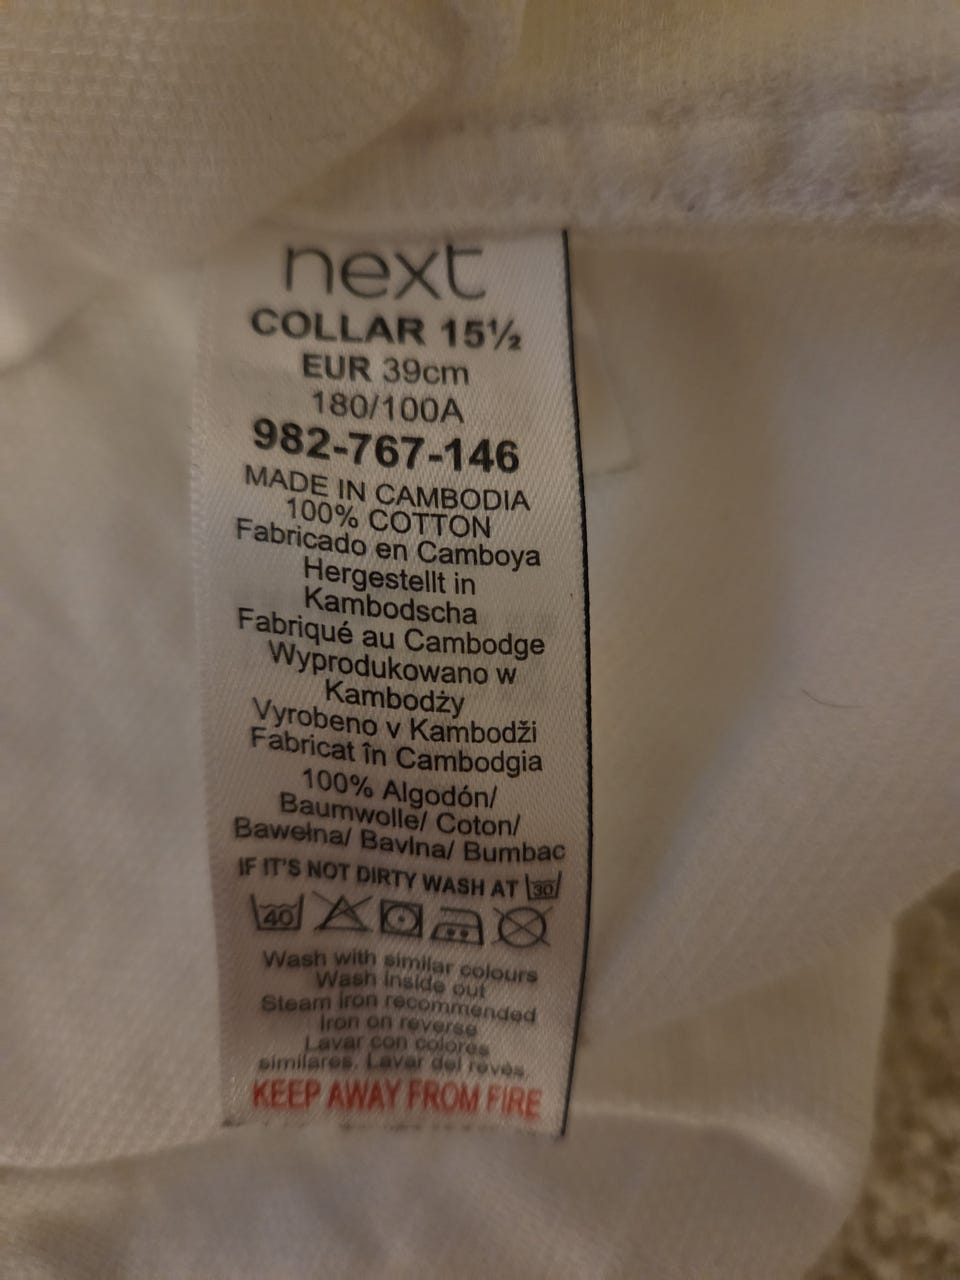 next
COLLAR 15½
EUR 39cm
180/100A
982-767-146
MADE IN CAMBODIA
100% COTTON
Fabricado en Camboya
Hergestellt in
Kambodscha
Fabriqué au Cambodge
Wyprodukowano w
Kambodży
Vyrobeno v Kambodži
Fabricat în Cambodgia
100% Algodón/
Baumwolle/ Coton/
Bawełna/ Bavlna/ Bumbac
IF IT'S NOT DIRTY WASH AT 30
40
Wash with similar colours
Wash inside out
Steam iron recommended
Iron on reverse
Lavar con colores
similares. Lavar del revés.
KEEP AWAY FROM FIRE